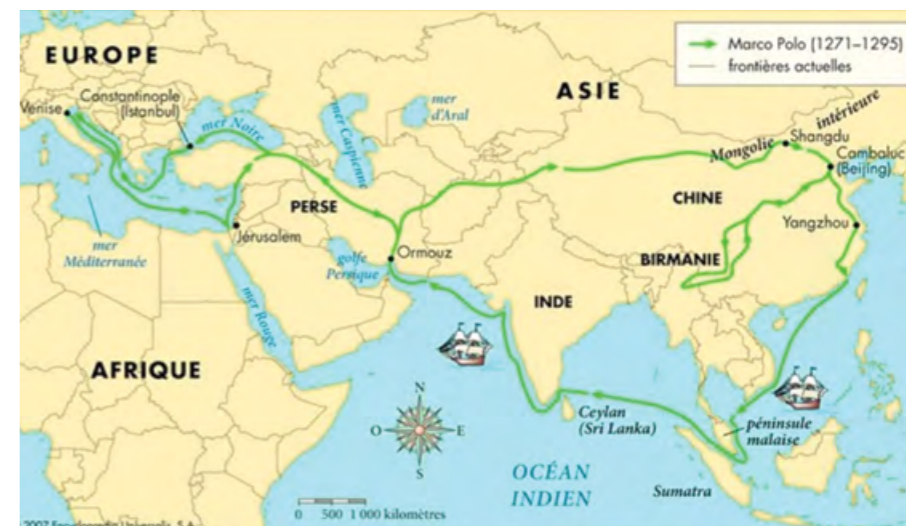 EUROPE
Marco Polo (1271–1295)
frontières actuelles
Venise
Constantinople
(Istanbul)
mer Noire
mer Caspienne
mer
d'Aral
ASIE
intérieure
Mongolie
Shangdu
Cambaluc
(Beijing)
PERSE
CHINE
Yangzhou
Jérusalem
mer
Méditerranée
Ormouz
golfe
Persique
BIRMANIE
INDE
mer Rouge
AFRIQUE
N
O
E
S
Ceylan
(Sri Lanka)
péninsule
malaise
OCÉAN
INDIEN
Sumatra
0 500 1 000 kilomètres